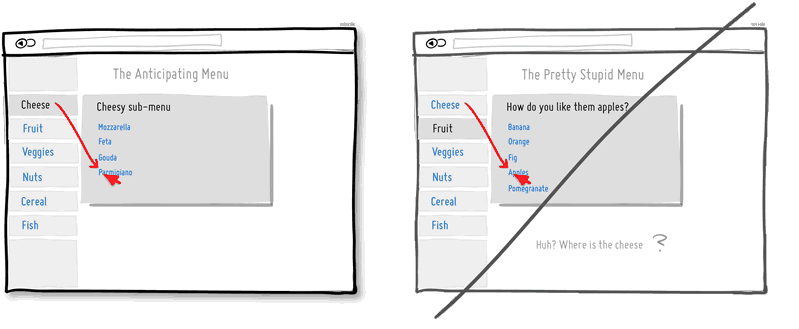 The Anticipating Menu
Cheese
Fruit
Veggies
Nuts
Cereal
Fish
Cheesy sub-menu
Mozzarella
Feta
Gouda
Parmigiano
The Pretty Stupid Menu
Cheese
Fruit
Veggies
Nuts
Cereal
Fish
How do you like them apples?
Banana
Orange
Fig
Apples
Pomegranate
Huh? Where is the cheese ?